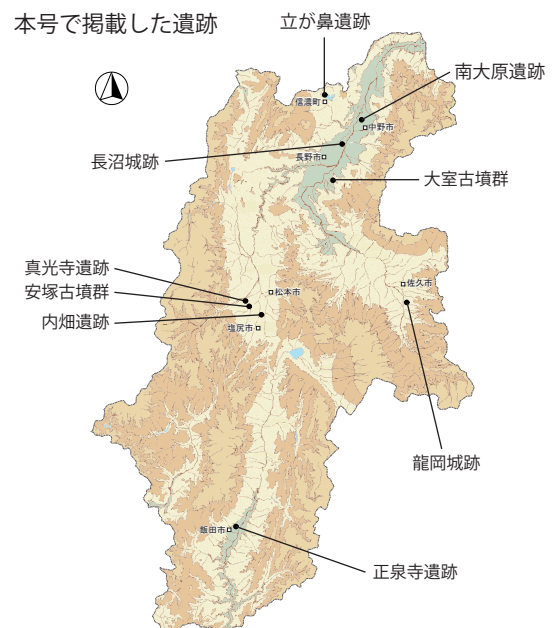 本号で掲載した遺跡
立が鼻遺跡
南大原遺跡
信濃町
中野市
長沼城跡
長野市
大室古墳群
真光寺遺跡
安塚古墳群
内畑遺跡
松本市
佐久市
塩尻市
龍岡城跡
飯田市
正泉寺遺跡